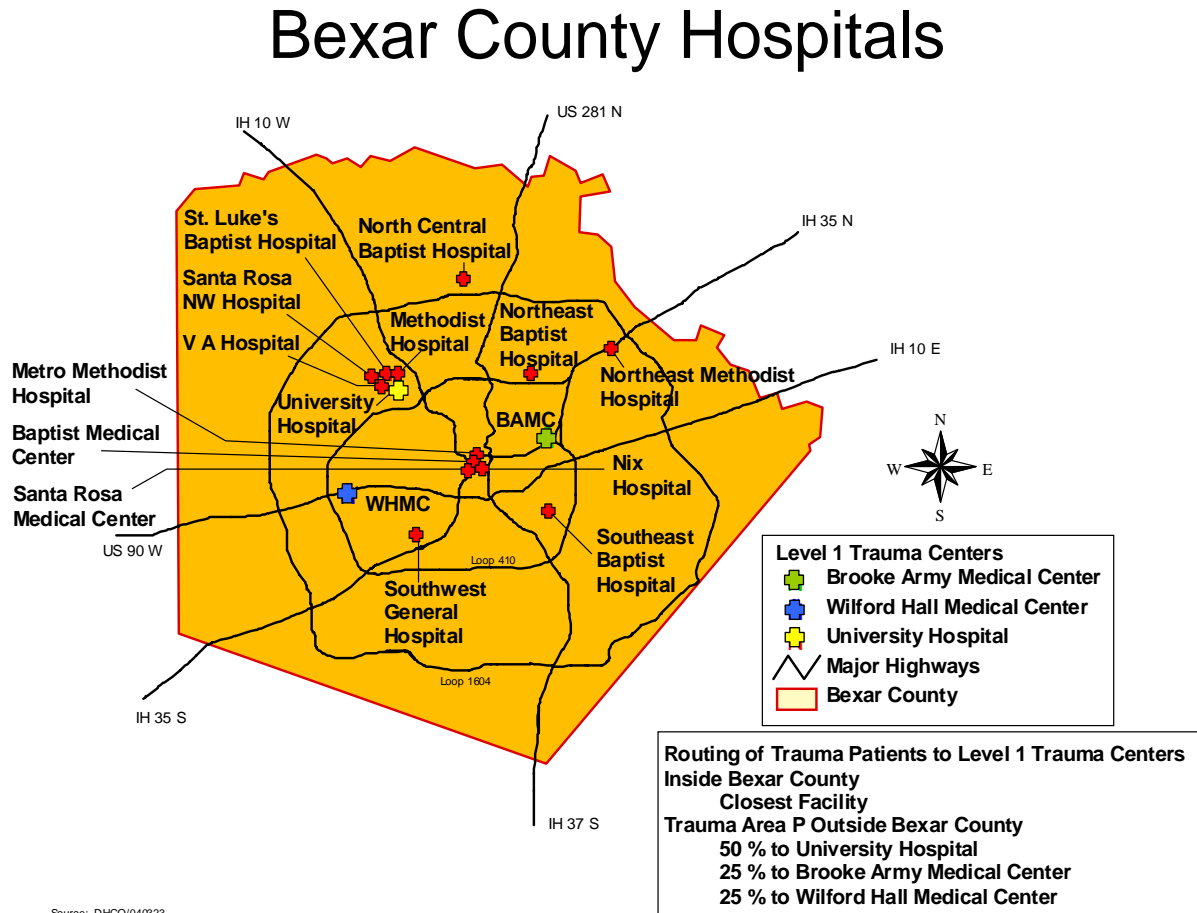 Bexar County Hospitals
US 281 N
IH 10 W
IH 35 N
St. Luke's
Baptist Hospital
North Central
Baptist Hospital
Santa Rosa
NW Hospital
Methodist
Hospital
Northeast
Baptist
Hospital
V A Hospital
IH 10 E
Metro Methodist
Hospital
Northeast Methodist
Hospital
University
Hospital
BAMC
Baptist Medical
Center
Nix
Hospital
Santa Rosa
Medical Center
WHMC
US 90 W
Southeast
Baptist
Hospital
Loop 410
Southwest
General
Hospital
Loop 1604
IH 35 S
IH 37 S
N
W
E
S
Level 1 Trauma Centers
Brooke Army Medical Center
Wilford Hall Medical Center
University Hospital
Major Highways
Bexar County
Routing of Trauma Patients to Level 1 Trauma Centers
Inside Bexar County
Closest Facility
Trauma Area P Outside Bexar County
50 % to University Hospital
25 % to Brooke Army Medical Center
25 % to Wilford Hall Medical Center
Source: